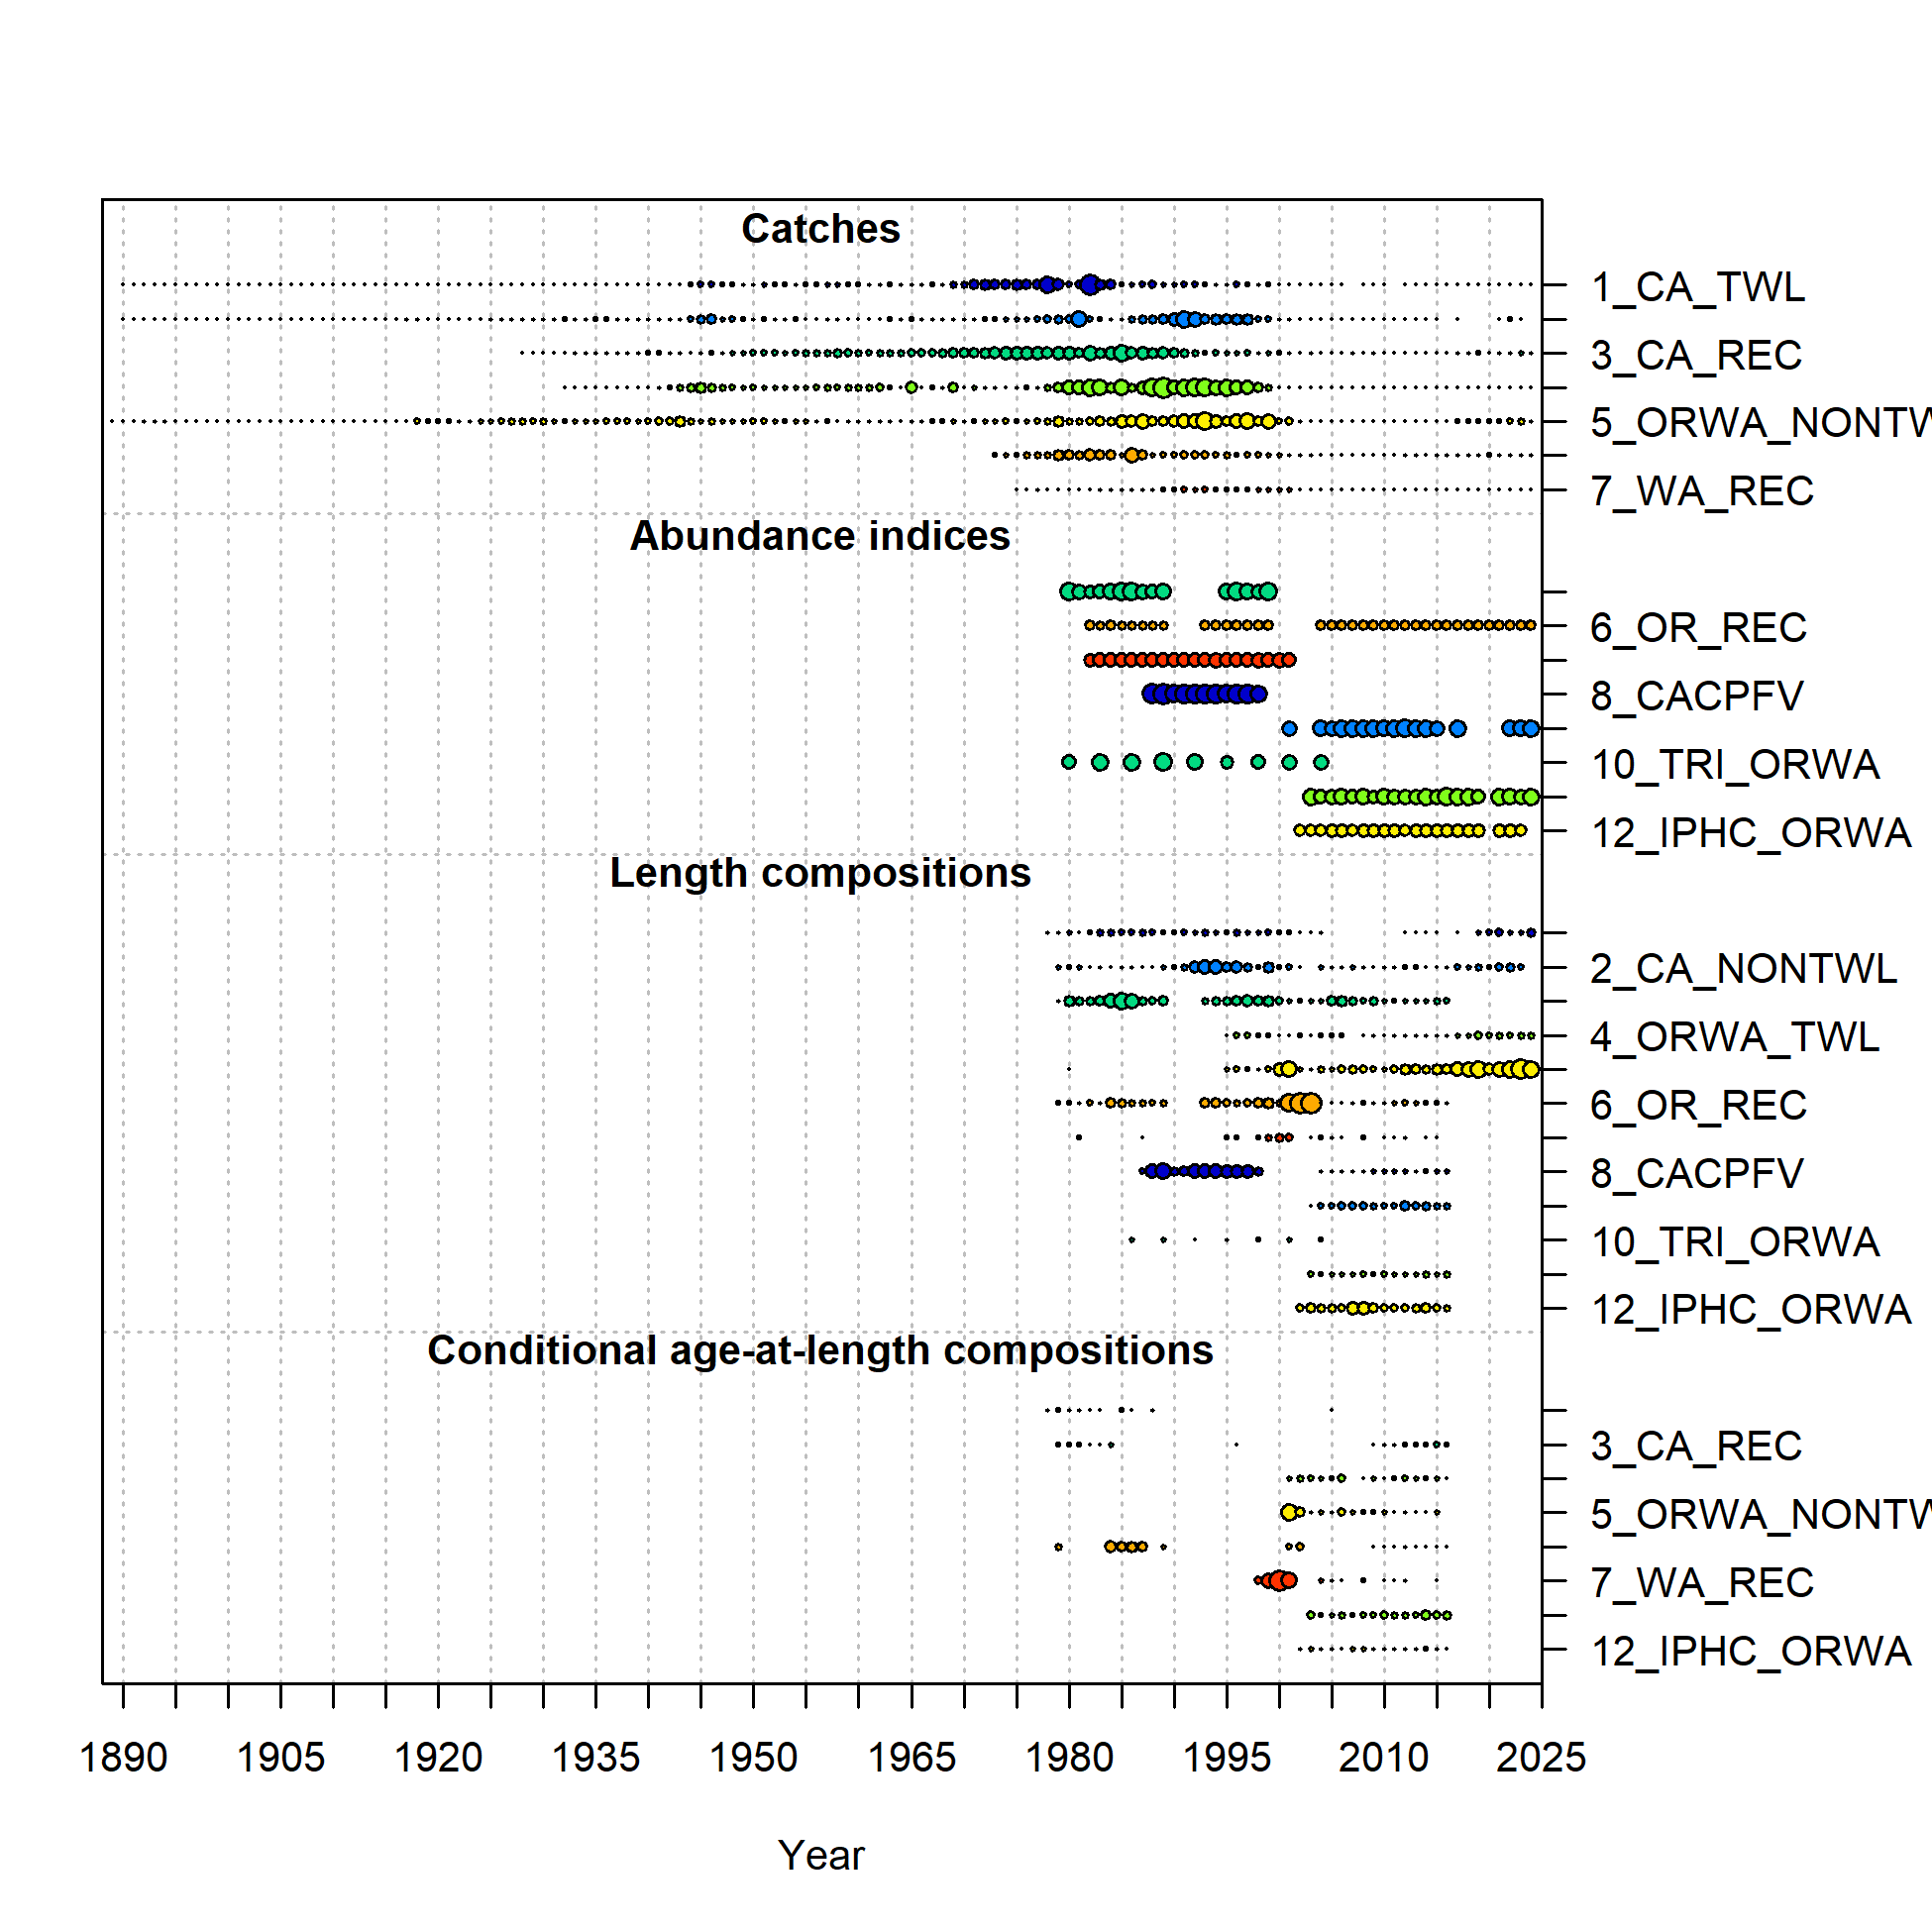 Catches
1_CA_TWL
3_CA_REC
5_ORWA_NONTW
7_WA_REC
Abundance indices
6_OR_REC
8_CACPFV
10_TRI_ORWA
12_IPHC_ORWA
Length compositions
2_CA_NONTWL
4_ORWA_TWL
6_OR_REC
8_CACPFV
10_TRI_ORWA
12_IPHC_ORWA
Conditional age-at-length compositions
3_CA_REC
5_ORWA_NONTW
7_WA_REC
12_IPHC_ORWA
1890 1905 1920 1935 1950 1965 1980 1995 2010 2025
Year